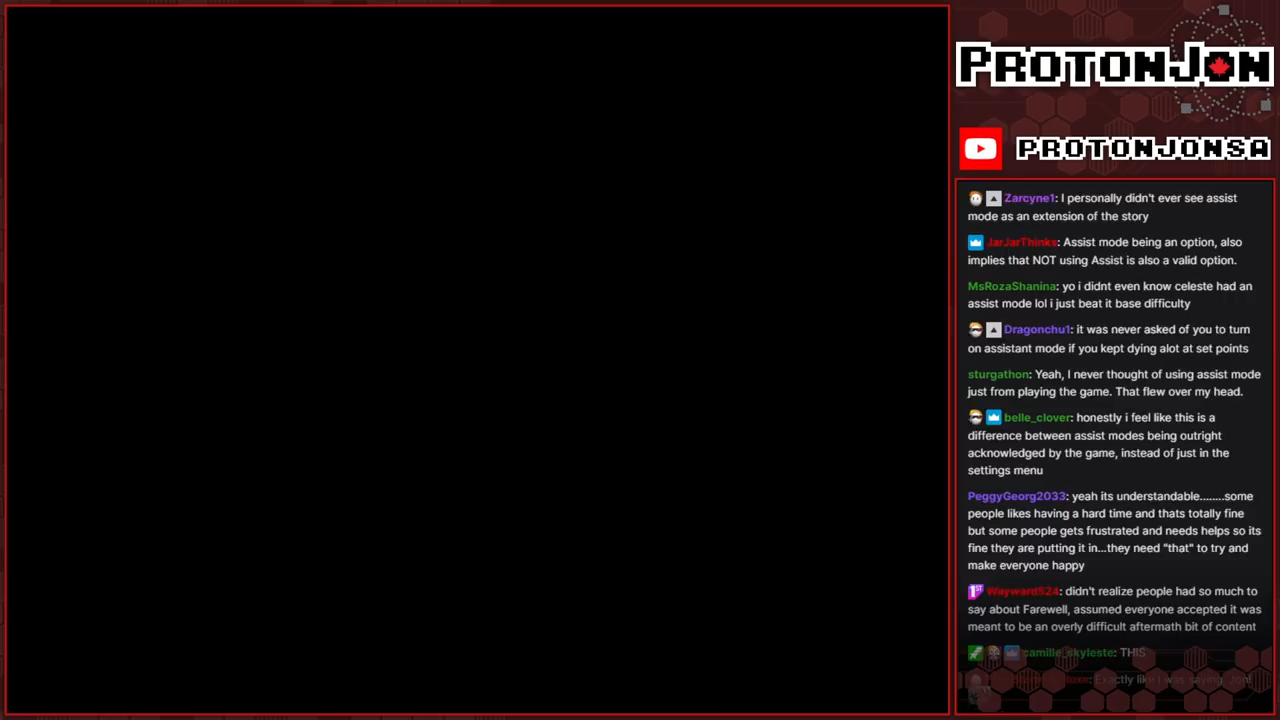 PROTONJON
PROTONJONSA
Zarcyne1: I personally didn't ever see assist
mode as an extension of the story
JarJarThinks: Assist mode being an option, also
implies that NOT using Assist is also a valid option.
MsRozaShanina: yo i didnt even know celeste had an
assist mode lol i just beat it base difficulty
Dragonchu1: it was never asked of you to turn
on assistant mode if you kept dying alot at set points
sturgathon: Yeah, I never thought of using assist mode
just from playing the game. That flew over my head.
belle_clover: honestly i feel like this is a
difference between assist modes being outright
acknowledged by the game, instead of just in the
settings menu
PeggyGeorg2033: yeah its understandable........some
people likes having a hard time and thats totally fine
but some people gets frustrated and needs helps so its
fine they are putting it in...they need "that" to try and
make everyone happy
1st Wayward524: didn't realize people had so much to
say about Farewell, assumed everyone accepted it was
meant to be an overly difficult aftermath bit of content
camille_skyleste: THIS
Exactly like I was saying, Jon!